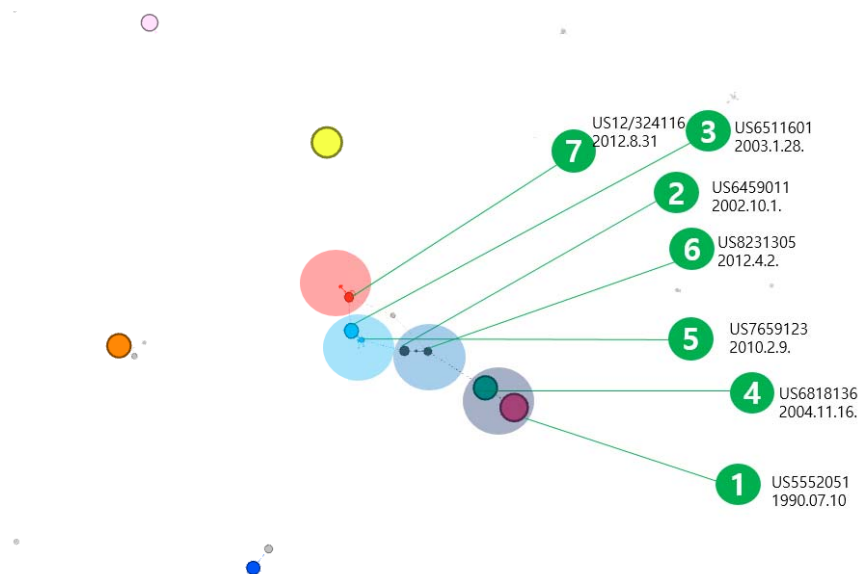 US12/324116
2012.8.31
7
3
US6511601
2003.1.28.
2
US6459011
2002.10.1.
6
US8231305
2012.4.2.
5
US7659123
2010.2.9.
4
US6818136
2004.11.16.
1
US5552051
1990.07.10